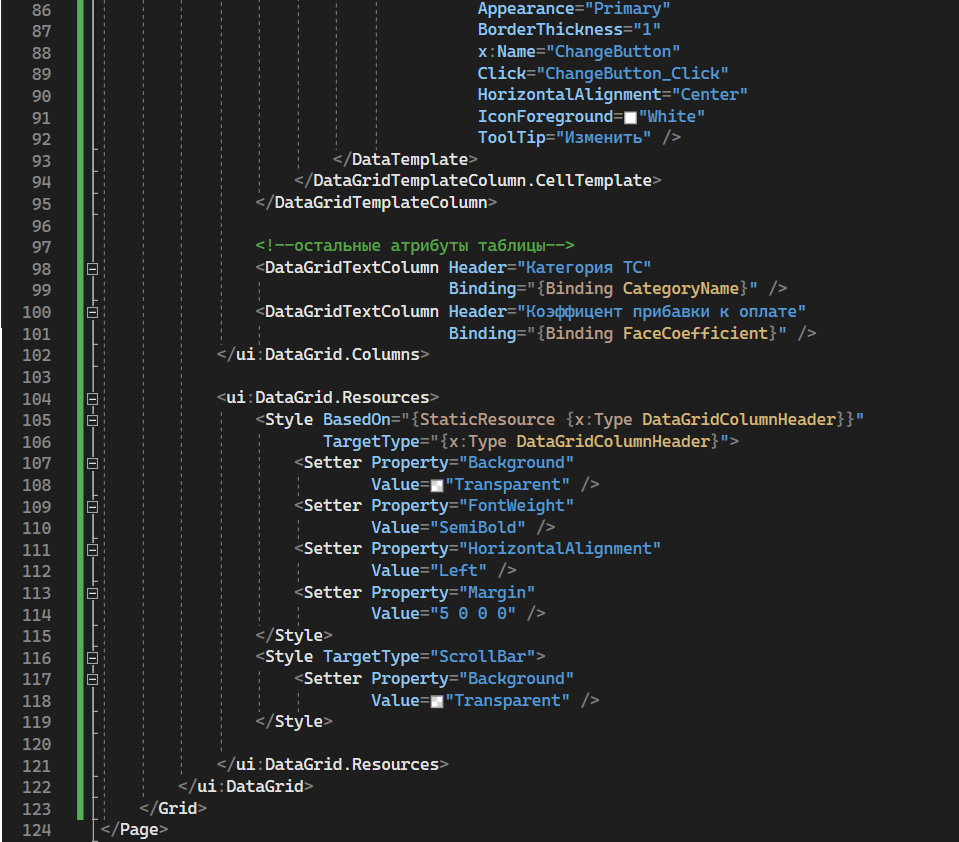 86 Appearance="Primary"
87 BorderThickness="1"
88 x:Name="ChangeButton"
89 Click="ChangeButton_Click"
90 HorizontalAlignment="Center"
91 IconForeground="White"
92 ToolTip="Изменить" />
93 </DataTemplate>
94 </DataGridTemplateColumn.CellTemplate>
95 </DataGridTemplateColumn>
96
97 <!--остальные атрибуты таблицы-->
98 <DataGridTextColumn Header="Категория ТС"
99 Binding="{Binding CategoryName}" />
100 <DataGridTextColumn Header="Коэффицент прибавки к оплате"
101 Binding="{Binding FaceCoefficient}" />
102 </ui:DataGrid.Columns>
103
104 <ui:DataGrid.Resources>
105 <Style BasedOn="{StaticResource {x:Type DataGridColumnHeader}}"
106 TargetType="{x:Type DataGridColumnHeader}">
107 <Setter Property="Background"
108 Value="Transparent" />
109 <Setter Property="FontWeight"
110 Value="SemiBold" />
111 <Setter Property="HorizontalAlignment"
112 Value="Left" />
113 <Setter Property="Margin"
114 Value="5 0 0 0" />
115 </Style>
116 <Style TargetType="ScrollBar">
117 <Setter Property="Background"
118 Value="Transparent" />
119 </Style>
120
121 </ui:DataGrid.Resources>
122 </ui:DataGrid>
123 </Grid>
124 </Page>